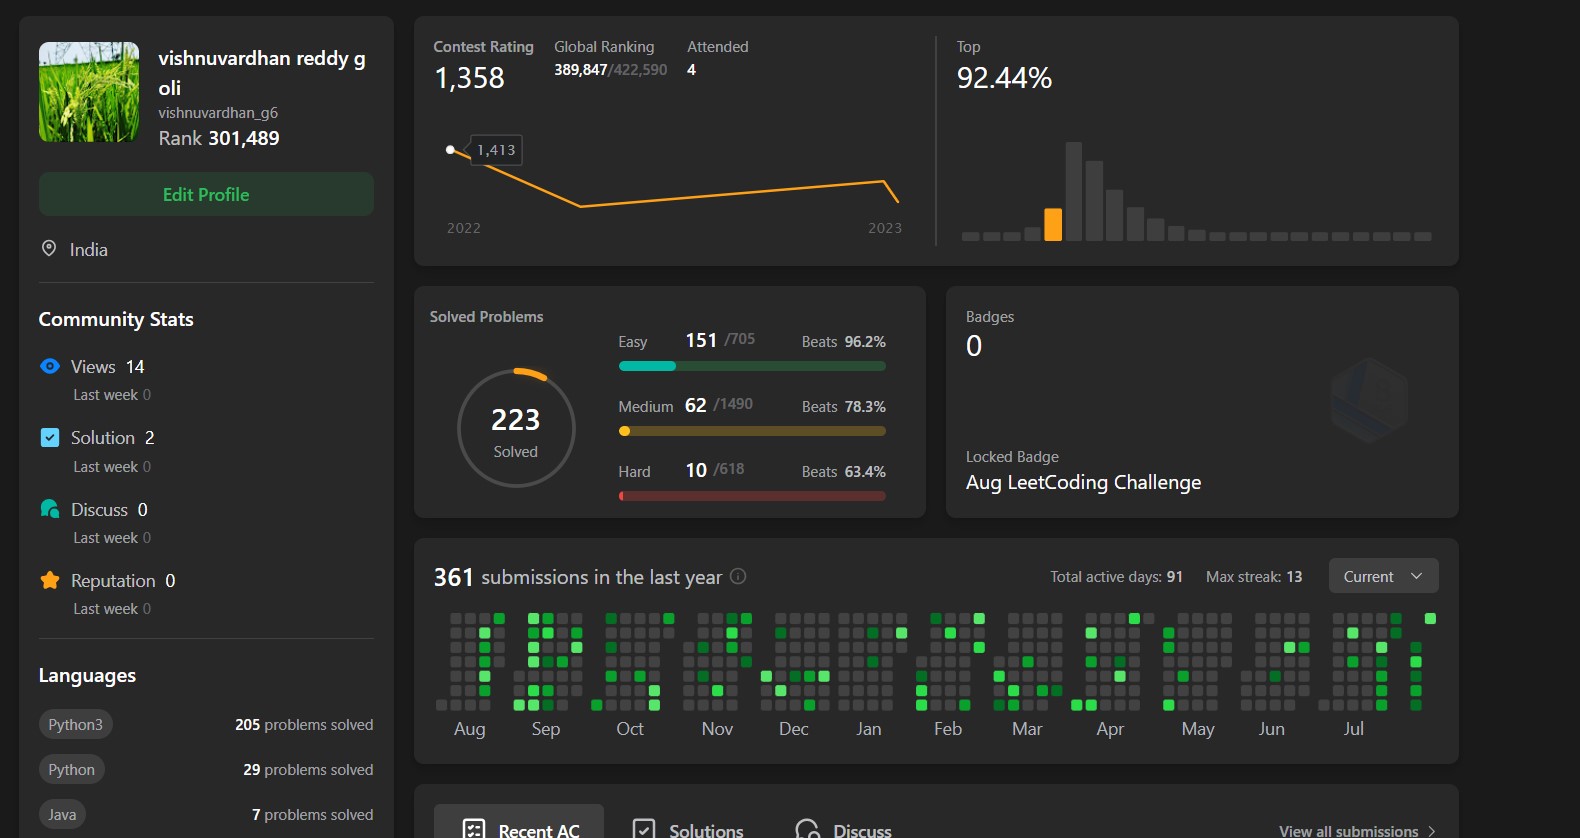 vishnuvardhan reddy g
oli
vishnuvardhan_g6
Rank 301,489
Edit Profile
India
Community Stats
Views 14
Last week 0
Solution 2
Last week 0
Discuss 0
Last week 0
Reputation 0
Last week 0
Languages
Python3 205 problems solved
Python 29 problems solved
Java 7 problems solved
Contest Rating Global Ranking Attended
1,358 389,847/422,590 4
1,413
2022 2023
Top
92.44%
Solved Problems
223
Solved
Easy 151 /705 Beats 96.2%
Medium 62 /1490 Beats 78.3%
Hard 10 /618 Beats 63.4%
Badges
0
Locked Badge
Aug LeetCoding Challenge
361 submissions in the last year Total active days: 91 Max streak: 13 Current
Aug Sep Oct Nov Dec Jan Feb Mar Apr May Jun Jul
Recent AC Solutions Discuss View all submissions